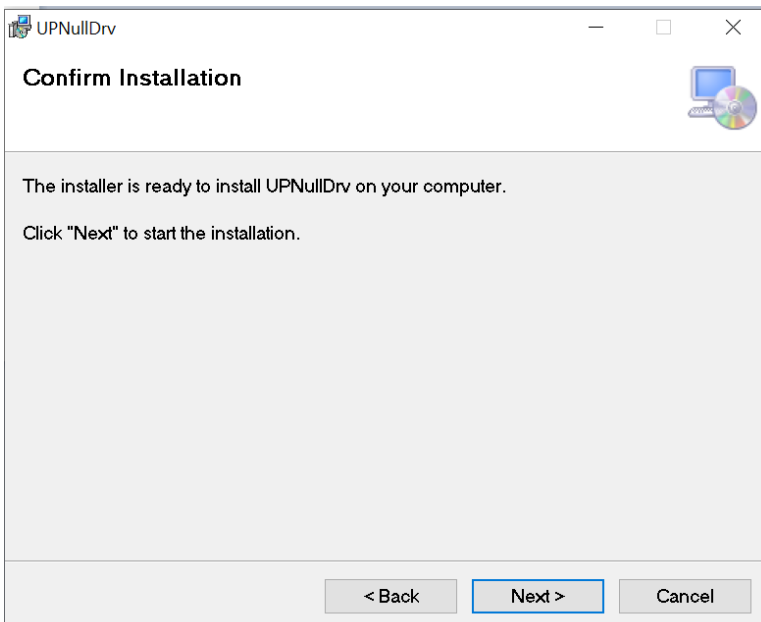 UPNullDrv
Confirm Installation
The installer is ready to install UPNullDrv on your computer.
Click "Next" to start the installation.
< Back
Next >
Cancel